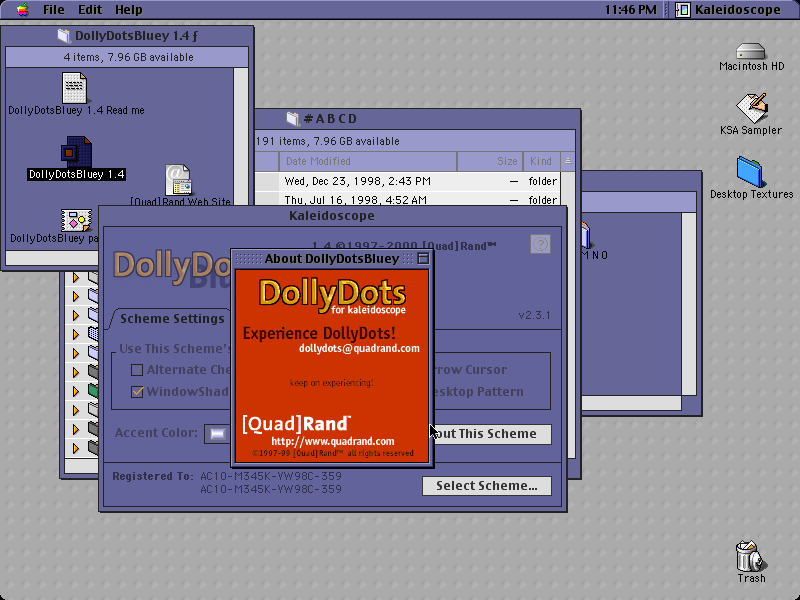 File Edit Help
11:46 PM
Kaleidoscope
DollyDotsBluey 1.4 ƒ
4 items, 7.96 GB available
DollyDotsBluey 1.4 Read me
DollyDotsBluey 1.4
[Quad]Rand Web Site
DollyDotsBluey pa
#ABCD
191 items, 7.96 GB available
Date Modified Size Kind
Wed, Dec 23, 1998, 2:43 PM — folder
Thu, Jul 16, 1998, 4:52 AM — folder
M N O
Macintosh HD
KSA Sampler
Desktop Textures
Trash
Kaleidoscope
DollyDo
Blu
1.4 ©1997-2000 [Quad]Rand™
v2.3.1
Scheme Settings
Use This Scheme's
Alternate Che
rrow Cursor
WindowShad
esktop Pattern
Accent Color:
out This Scheme
Registered To: AC10-M345K-VW98C-359
AC10-M345K-VW98C-359
Select Scheme...
About DollyDotsBluey
DollyDots
for kaleidoscope
Experience DollyDots!
dollydots@quadrand.com
keep on experiencing!
[Quad]Rand™
http://www.quadrand.com
©1997-99 [Quad]Rand™ all rights reserved